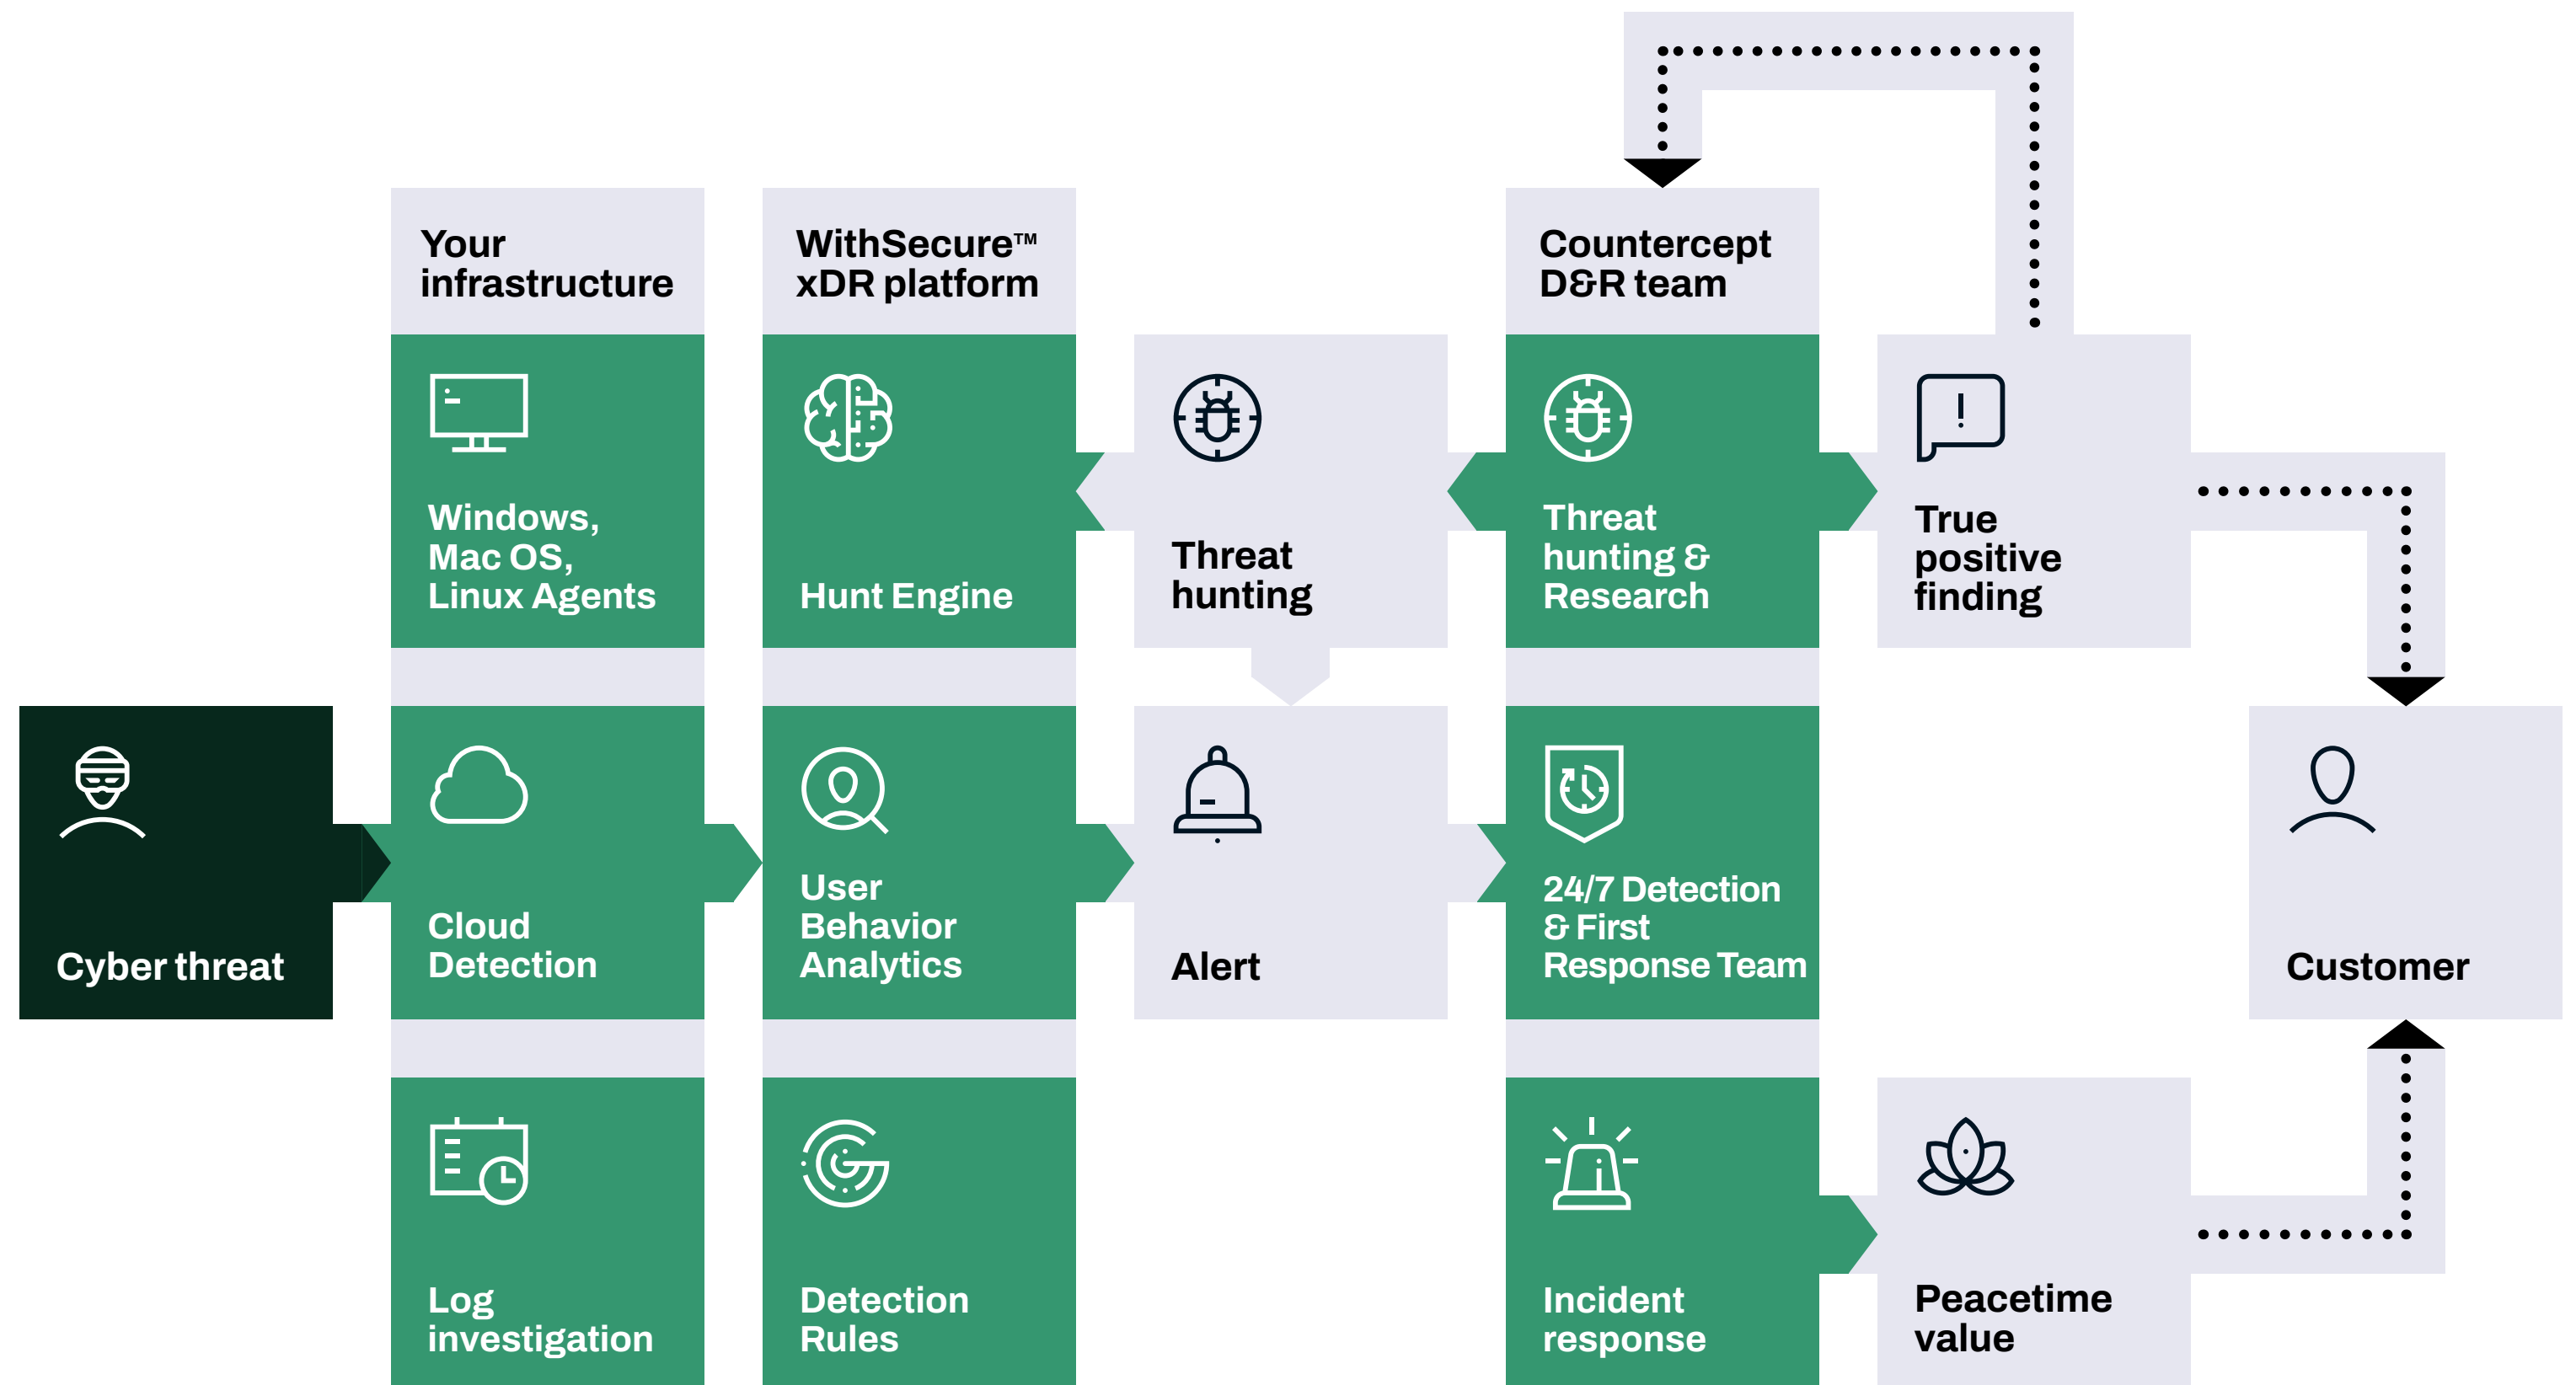 Your
infrastructure
WithSecure™
xDR platform
Countercept
D&R team
Windows,
Mac OS,
Linux Agents
Hunt Engine
Threat
hunting
Threat
hunting &
Research
True
positive
finding
Cyber threat
Cloud
Detection
User
Behavior
Analytics
Alert
24/7 Detection
& First
Response Team
Customer
Log
investigation
Detection
Rules
Incident
response
Peacetime
value